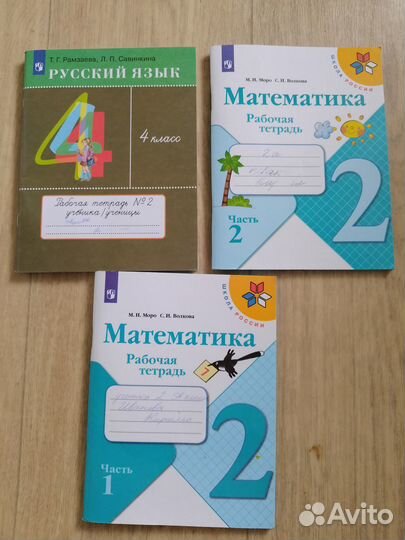 Т. Г. Рамзаева, Л. П. Савинкина
РУССКИЙ ЯЗЫК
4
4 класс
Рабочая тетрадь №2
ученика/ученицы
М. И. Моро С. И. Волкова
ШКОЛА РОССИИ
Математика
Рабочая
тетрадь
Часть
2
2
М. И. Моро С. И. Волкова
ШКОЛА РОССИИ
Математика
Рабочая
тетрадь
7
Часть
1
2
Avito